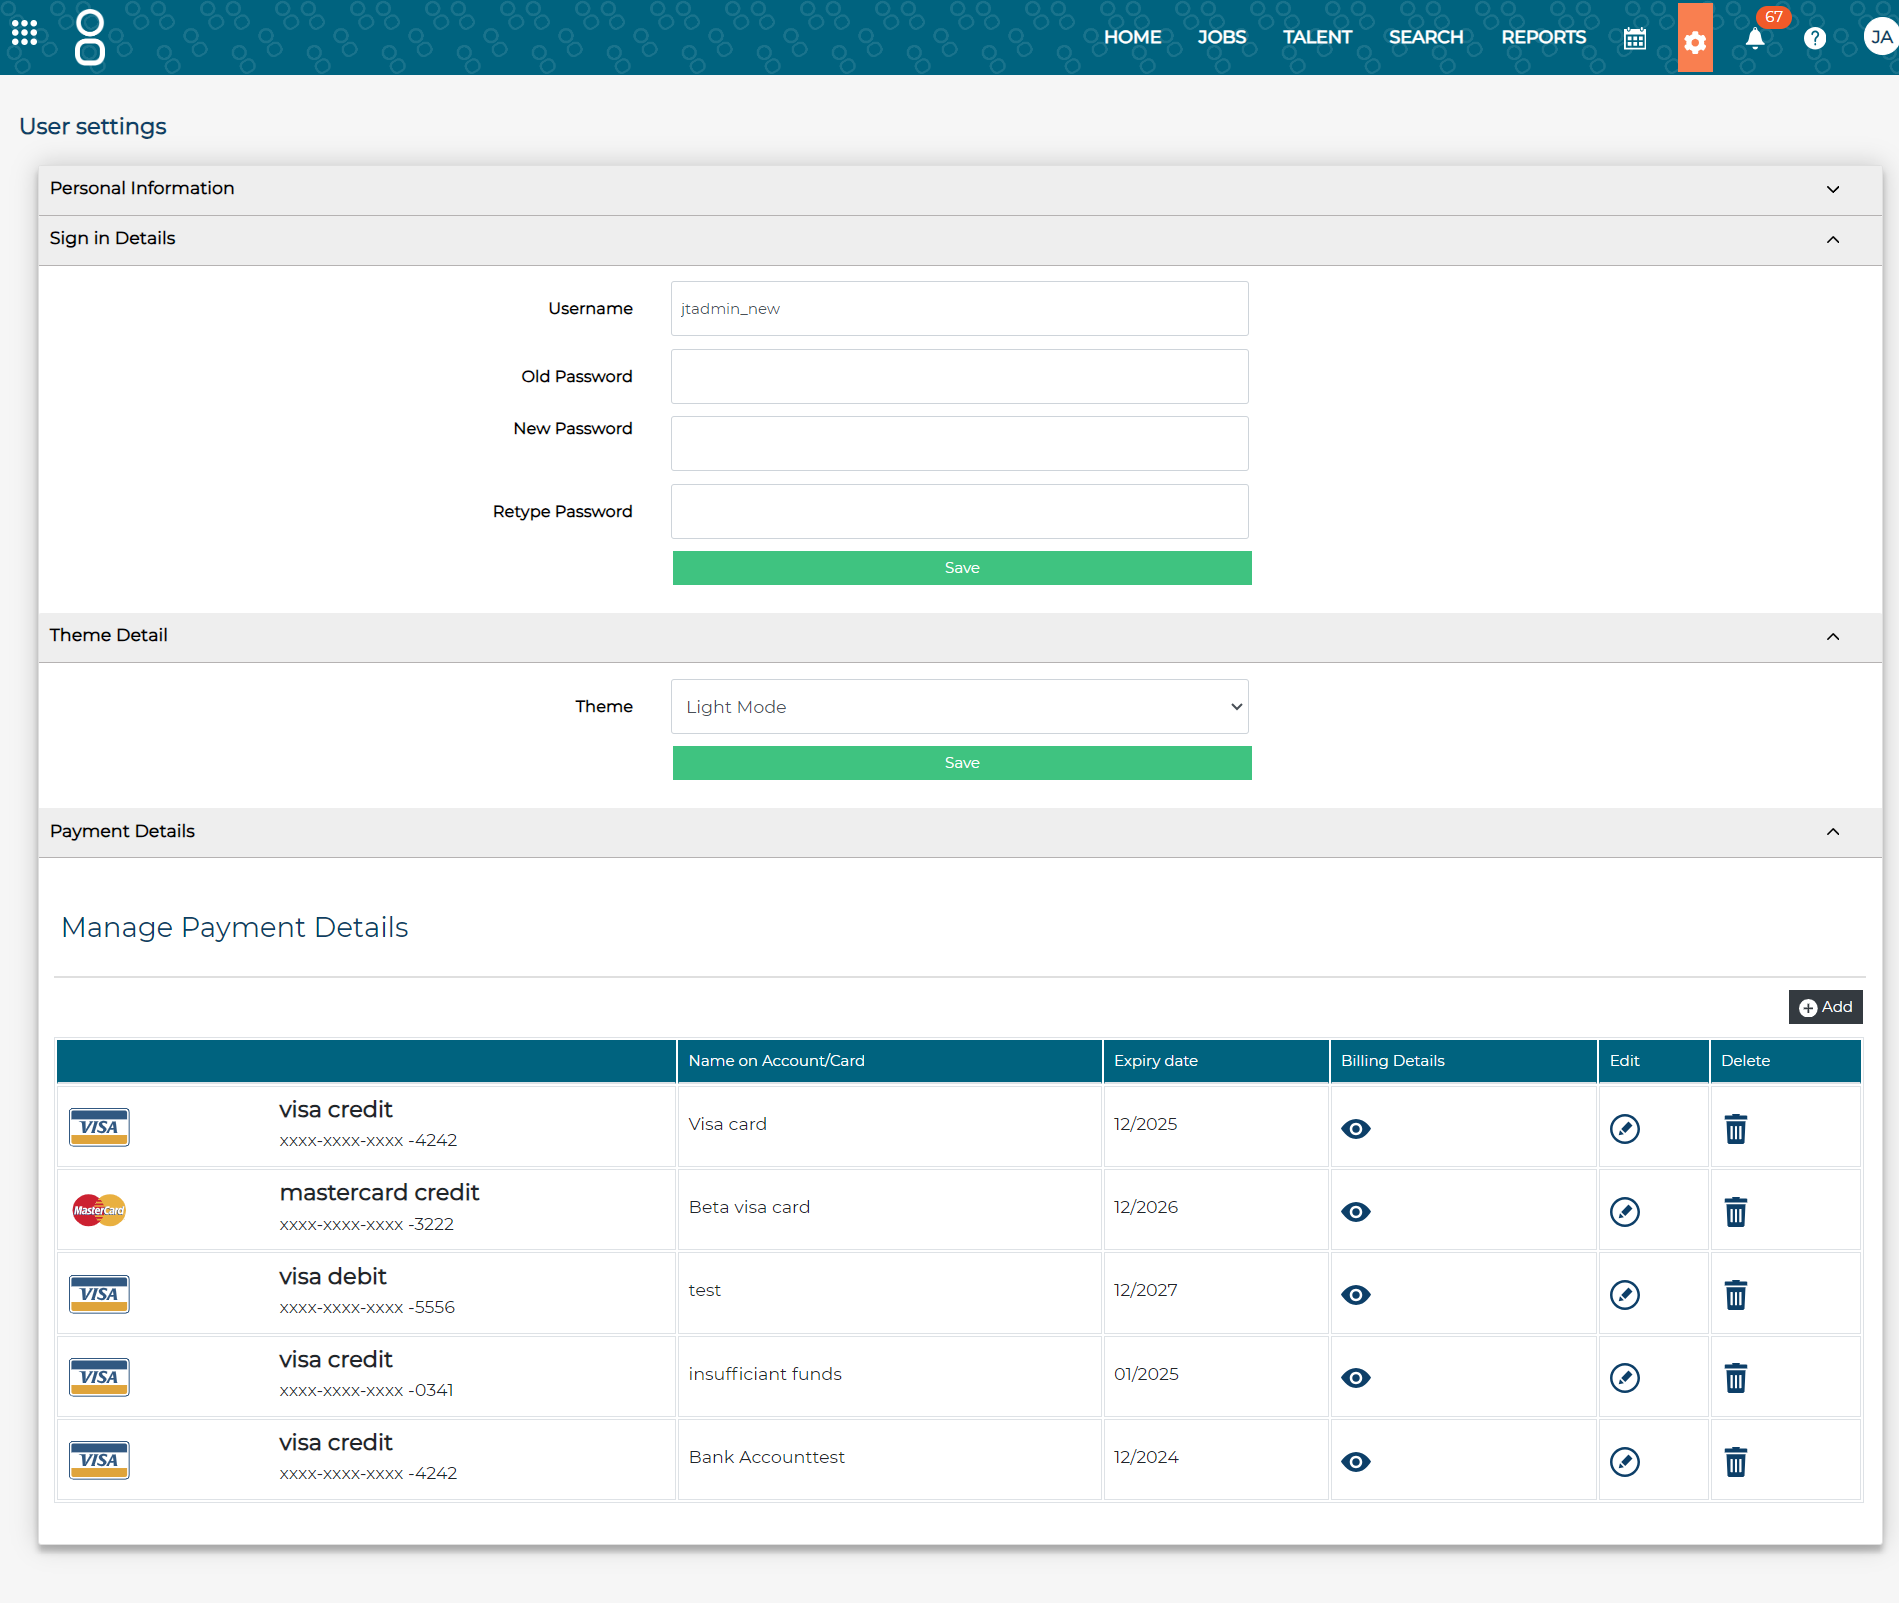 HOME JOBS TALENT SEARCH REPORTS 67 ? JA
User settings
Personal Information
Sign in Details
Username jtadmin_new
Old Password
New Password
Retype Password
Save
Theme Detail
Theme Light Mode
Save
Payment Details
Manage Payment Details
Add
Name on Account/Card Expiry date Billing Details Edit Delete
VISA visa credit Visa card 12/2025
xxxx-xxxx-xxxx -4242
MasterCard mastercard credit Beta visa card 12/2026
xxxx-xxxx-xxxx -3222
VISA visa debit test 12/2027
xxxx-xxxx-xxxx -5556
VISA visa credit insufficiant funds 01/2025
xxxx-xxxx-xxxx -0341
VISA visa credit Bank Accounttest 12/2024
xxxx-xxxx-xxxx -4242